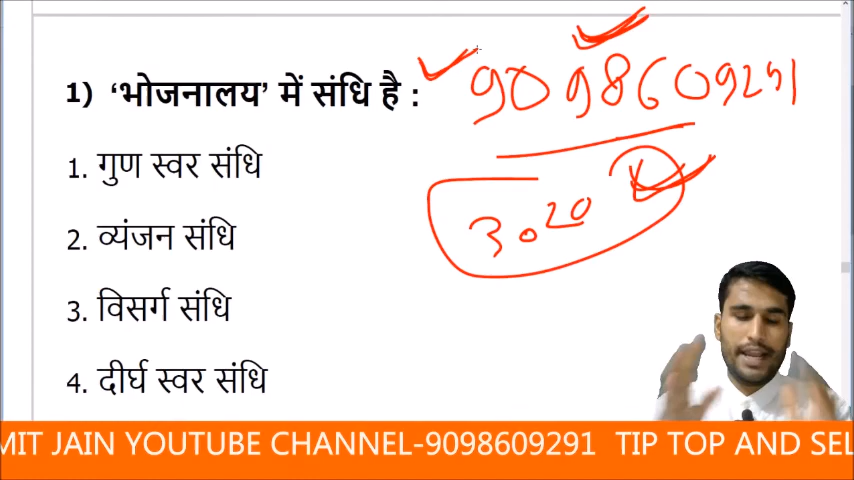 1) ‘भोजनालय’ में संधि है :
9098609291
3020
1. गुण स्वर संधि
2. व्यंजन संधि
3. विसर्ग संधि
4. दीर्घ स्वर संधि
MIT JAIN YOUTUBE CHANNEL-9098609291 TIP TOP AND SEL